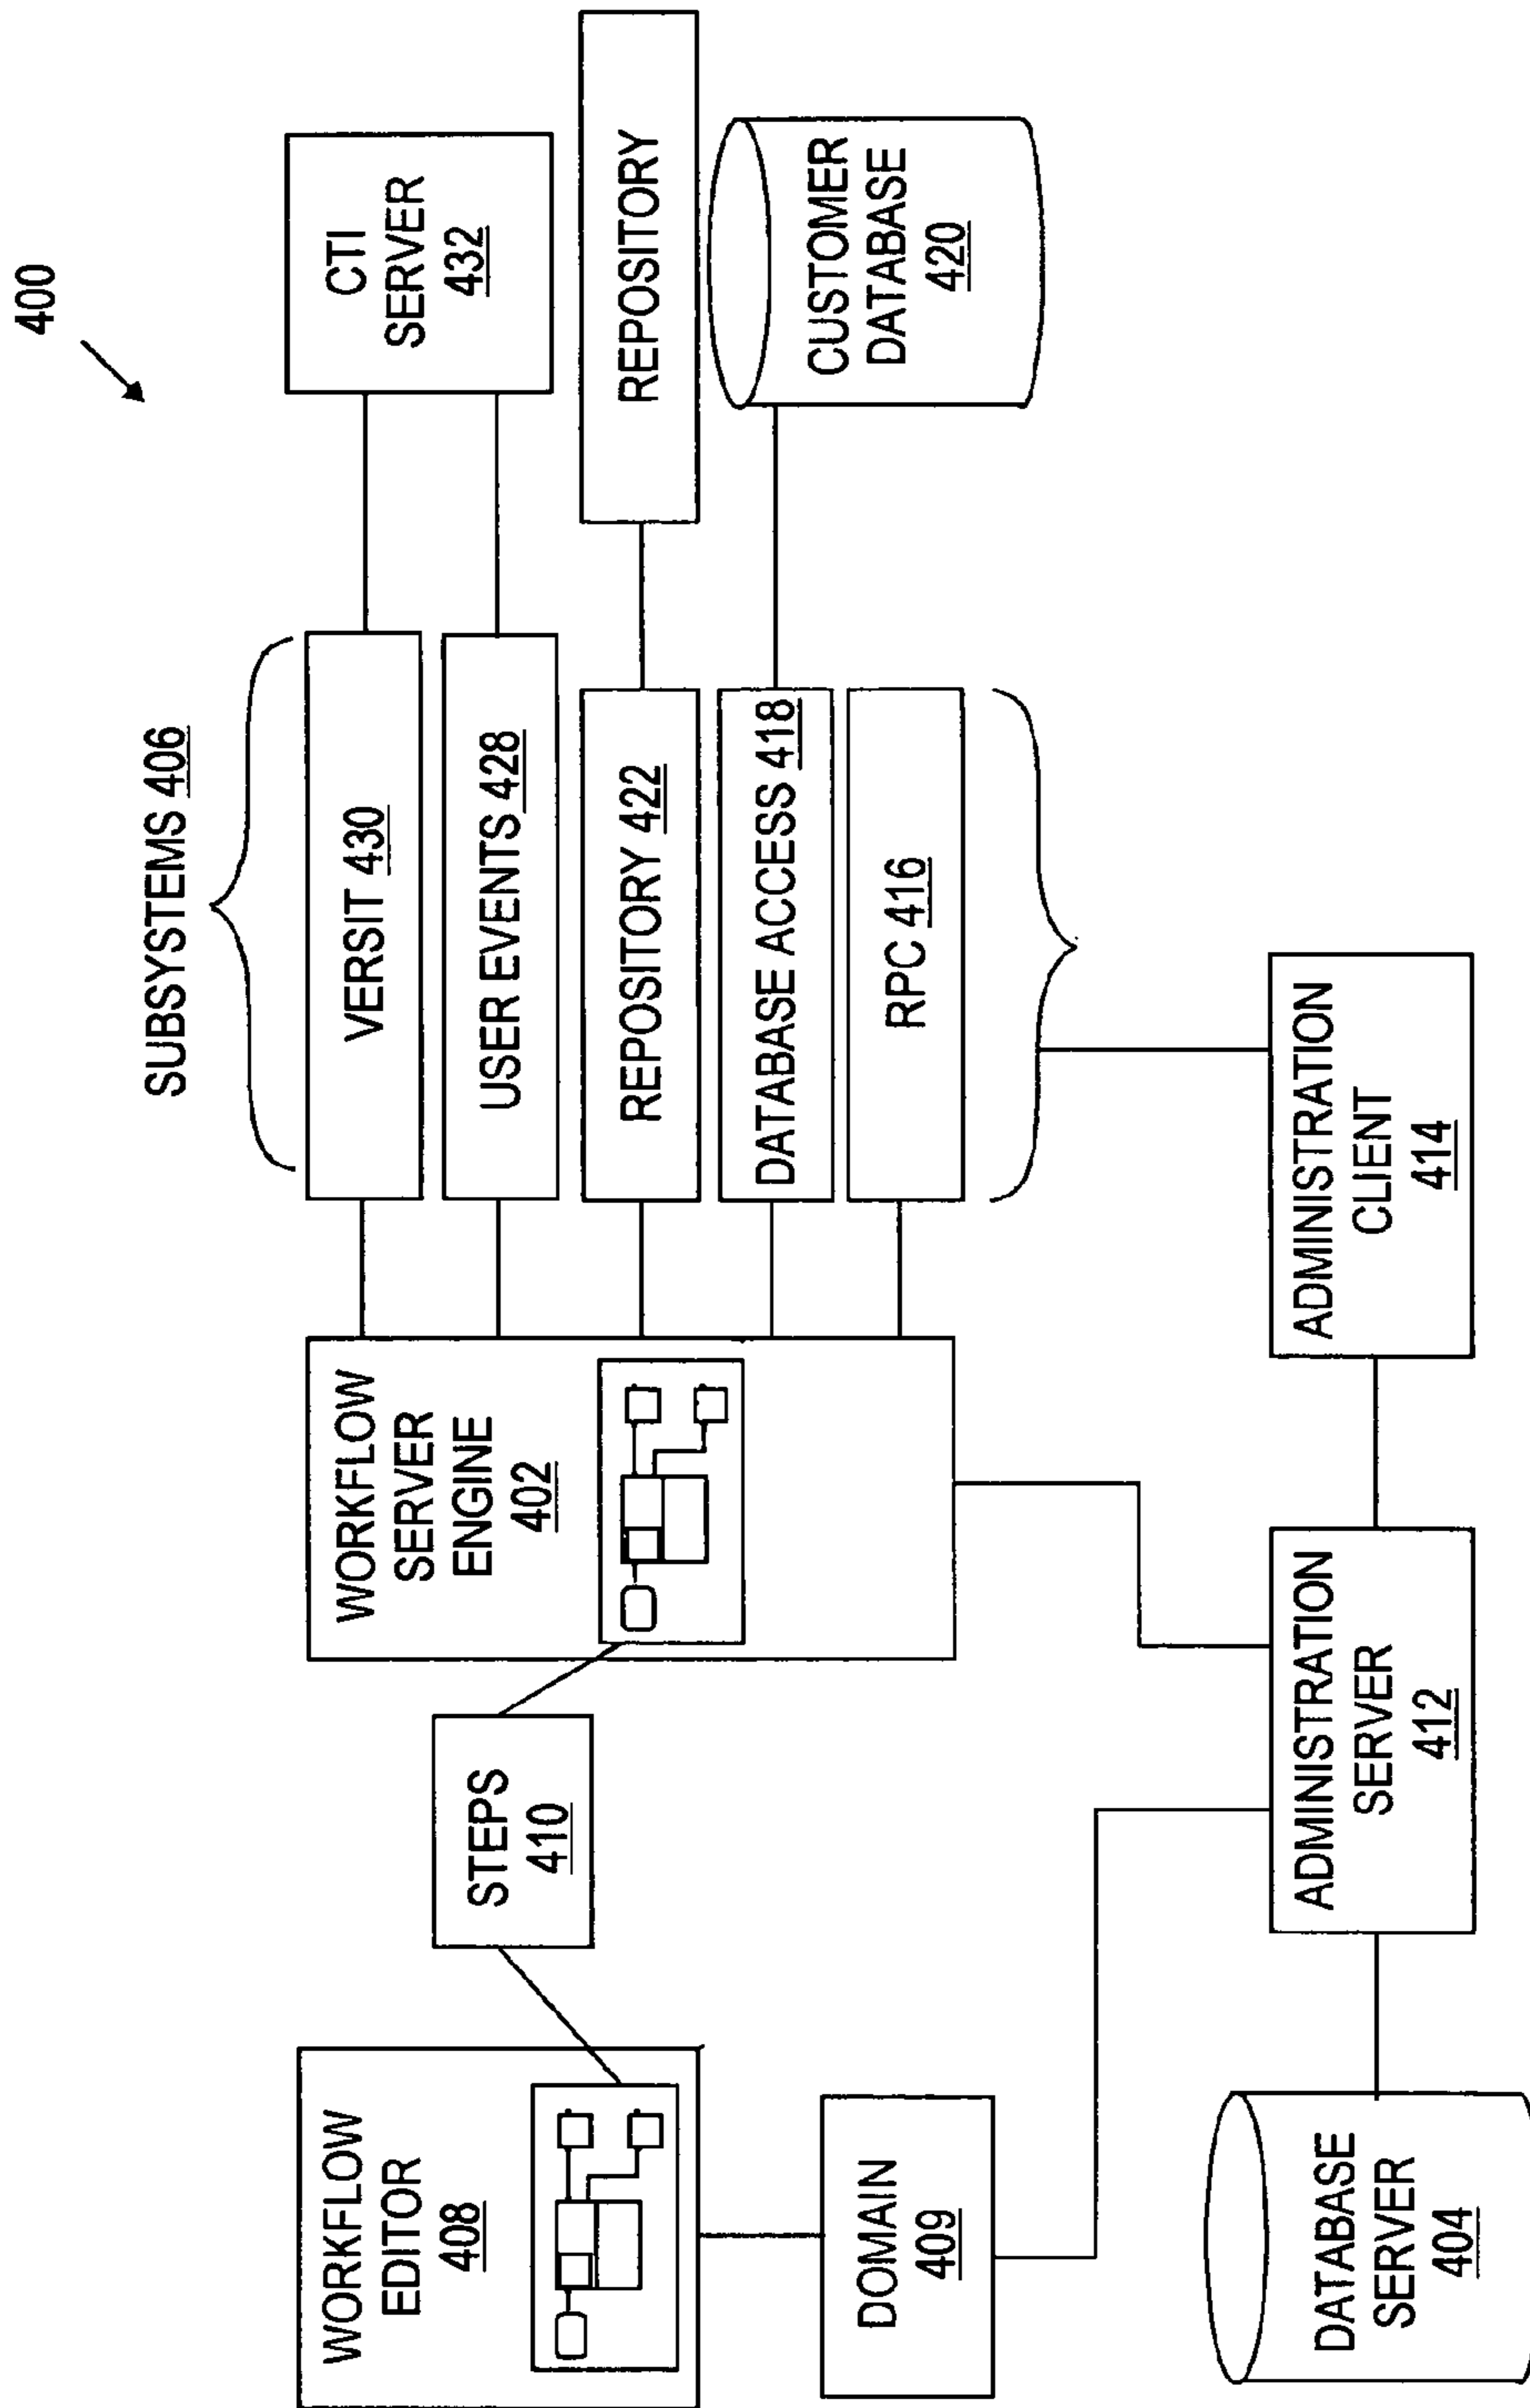 400
SUBSYSTEMS 406
WORKFLOW
EDITOR
408
STEPS
410
WORKFLOW
SERVER
ENGINE
402
VERSIT 430
USER EVENTS 428
REPOSITORY 422
DATABASE ACCESS 418
RPC 416
CTI
SERVER
432
REPOSITORY
CUSTOMER
DATABASE
420
DOMAIN
409
DATABASE
SERVER
404
ADMINISTRATION
SERVER
412
ADMINISTRATION
CLIENT
414